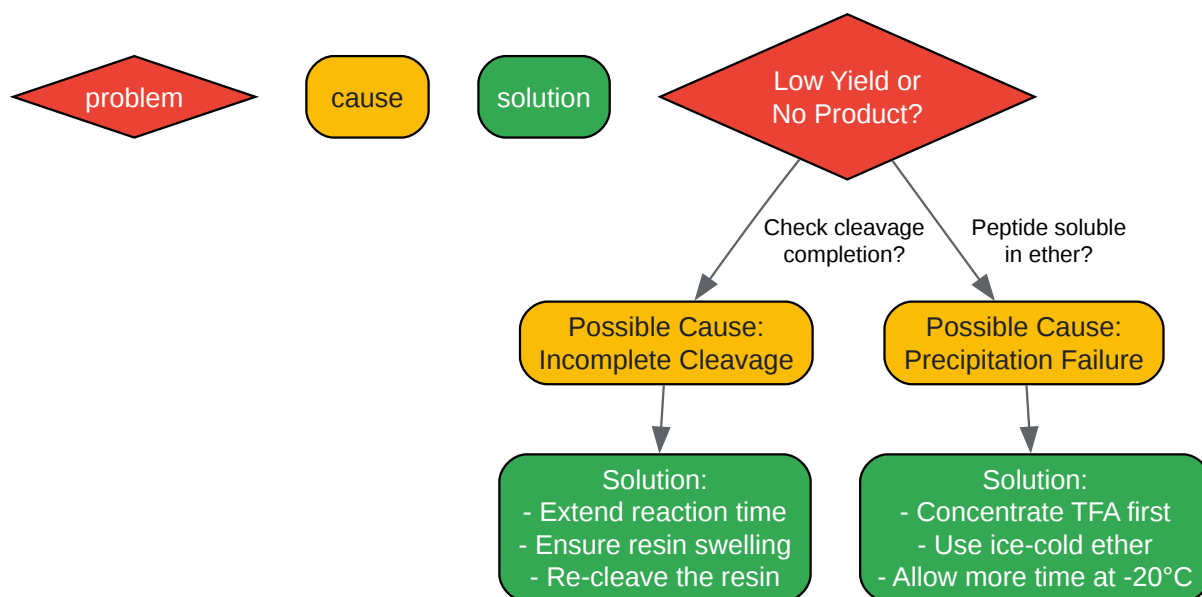 problem
cause
solution
Low Yield or
No Product?
Check cleavage
completion?
Peptide soluble
in ether?
Possible Cause:
Incomplete Cleavage
Possible Cause:
Precipitation Failure
Solution:
- Extend reaction time
- Ensure resin swelling
- Re-cleave the resin
Solution:
- Concentrate TFA first
- Use ice-cold ether
- Allow more time at -20°C